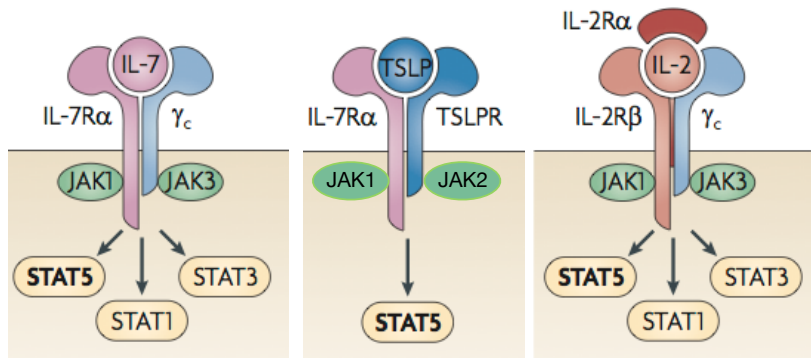 IL-7
IL-7Rα
γc
JAK1
JAK3
STAT5
STAT3
STAT1
TSLP
IL-7Rα
TSLPR
JAK1
JAK2
STAT5
IL-2Rα
IL-2
IL-2Rβ
γc
JAK1
JAK3
STAT5
STAT3
STAT1